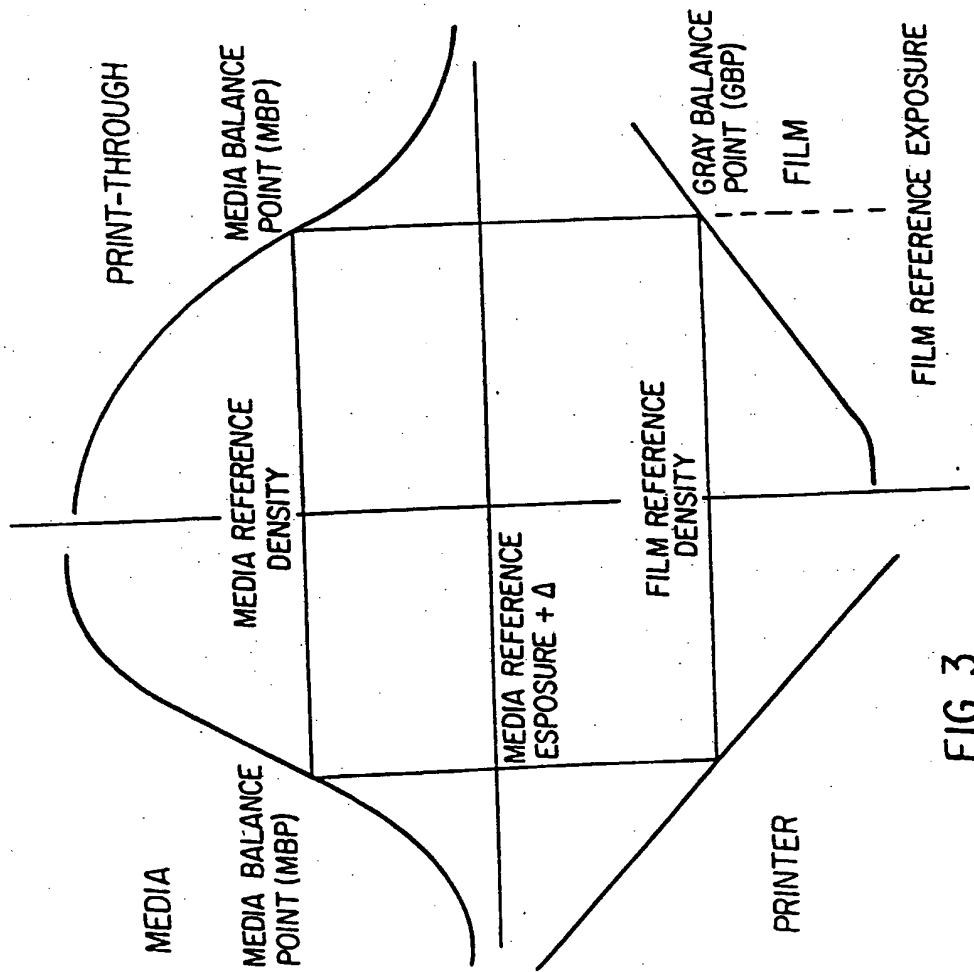 MEDIA
MEDIA BALANCE
POINT (MBP)
PRINT-THROUGH
MEDIA BALANCE
POINT (MBP)
MEDIA REFERENCE
DENSITY
MEDIA REFERENCE
ESPOSURE + Δ
FILM REFERENCE
DENSITY
PRINTER
GRAY BALANCE
POINT (GBP)
FILM
FILM REFERENCE EXPOSURE
FIG 3